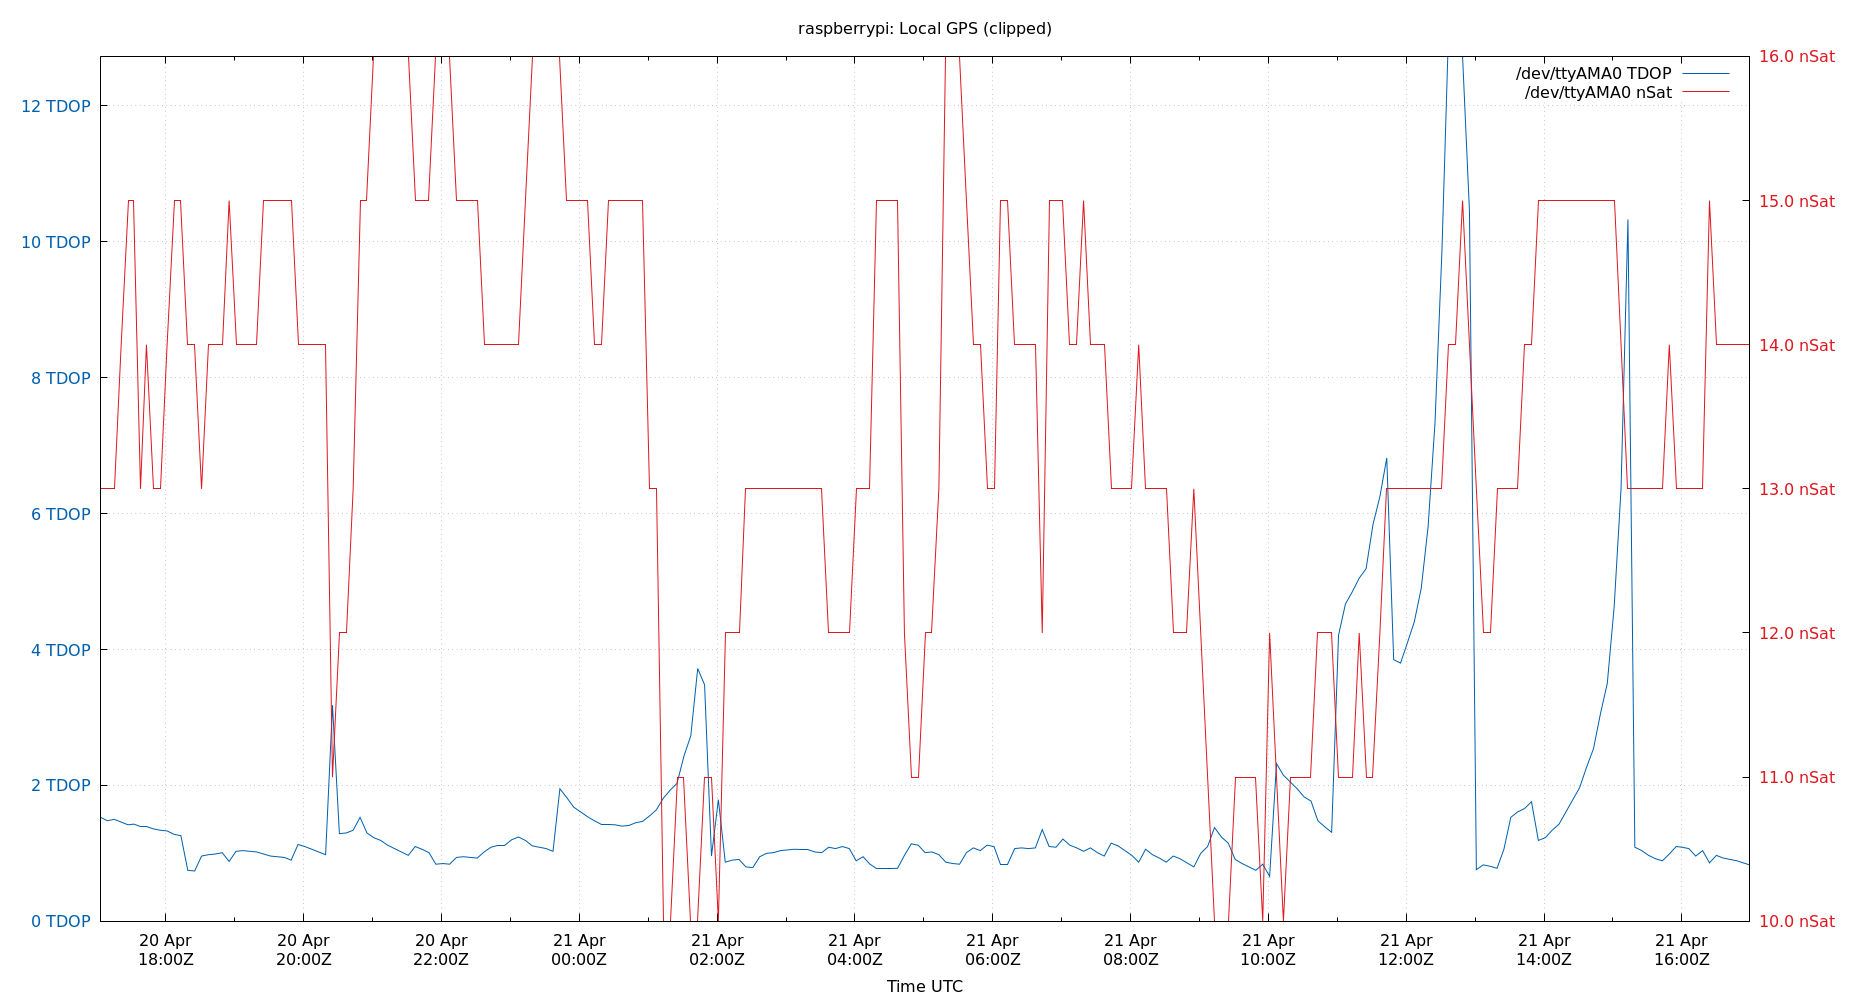 raspberrypi: Local GPS (clipped)
/dev/ttyAMA0 TDOP
/dev/ttyAMA0 nSat
12 TDOP
10 TDOP
8 TDOP
6 TDOP
4 TDOP
2 TDOP
0 TDOP
16.0 nSat
15.0 nSat
14.0 nSat
13.0 nSat
12.0 nSat
11.0 nSat
10.0 nSat
20 Apr
18:00Z
20 Apr
20:00Z
20 Apr
22:00Z
21 Apr
00:00Z
21 Apr
02:00Z
21 Apr
04:00Z
21 Apr
06:00Z
21 Apr
08:00Z
21 Apr
10:00Z
21 Apr
12:00Z
21 Apr
14:00Z
21 Apr
16:00Z
Time UTC